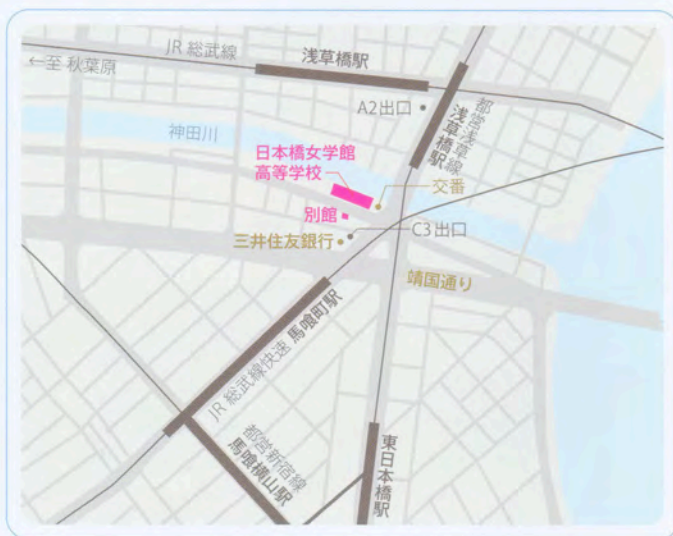 JR 総武線
←至 秋葉原
浅草橋駅
A2出口
都営浅草線
浅草橋駅
神田川
日本橋女学館
高等学校
交番
別館
C3出口
三井住友銀行
靖国通り
JR 総武線快速 馬喰町駅
都営新宿線
馬喰横山駅
東日本橋駅